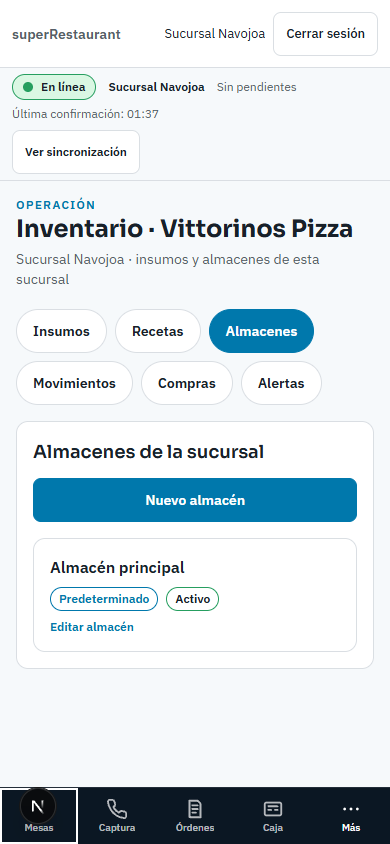 superRestaurant
Sucursal Navojoa
Cerrar sesión
En línea
Sucursal Navojoa
Sin pendientes
Última confirmación: 01:37
Ver sincronización
OPERACIÓN
Inventario · Vittorinos Pizza
Sucursal Navojoa · insumos y almacenes de esta
sucursal
Insumos
Recetas
Almacenes
Movimientos
Compras
Alertas
Almacenes de la sucursal
Nuevo almacén
Almacén principal
Predeterminado
Activo
Editar almacén
N
Mesas
Captura
Órdenes
Caja
Más